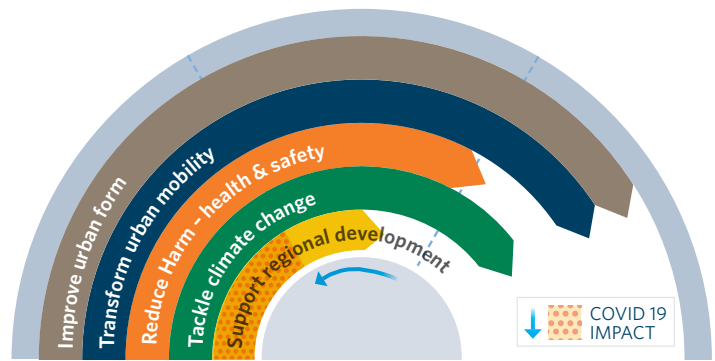 Improve urban form
Transform urban mobility
Reduce Harm - health & safety
Tackle climate change
Support regional development
COVID 19
IMPACT